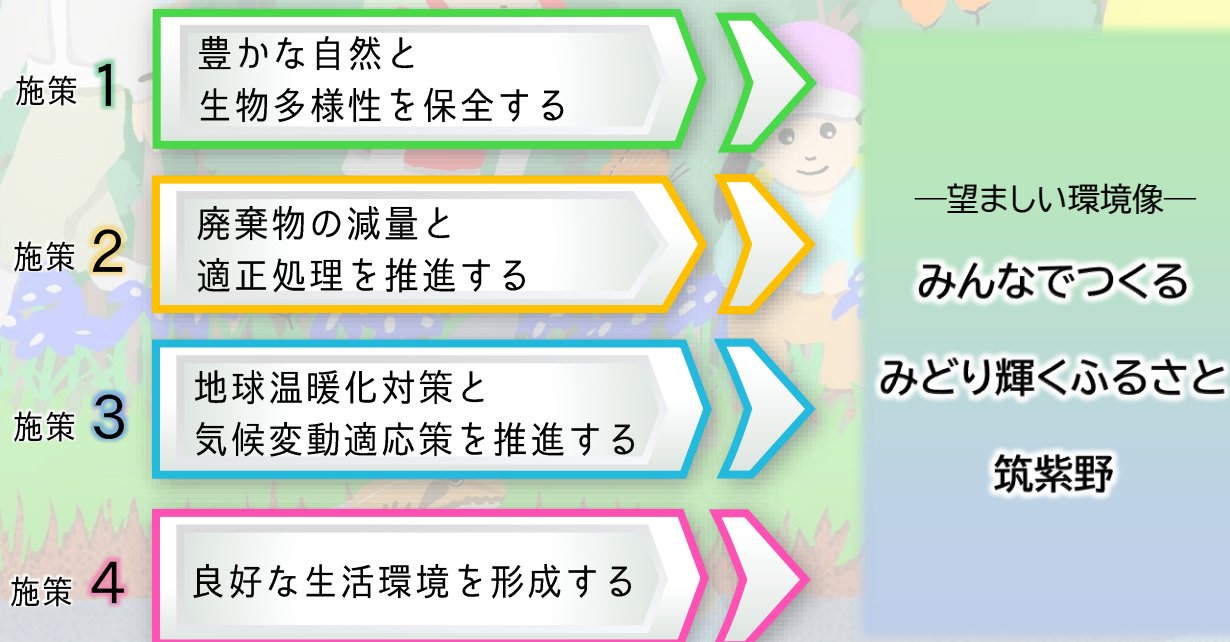 施策 1
豊かな自然と
生物多様性を保全する
施策 2
廃棄物の減量と
適正処理を推進する
施策 3
地球温暖化対策と
気候変動適応策を推進する
施策 4
良好な生活環境を形成する
―望ましい環境像―
みんなでつくる
みどり輝くふるさと
筑紫野